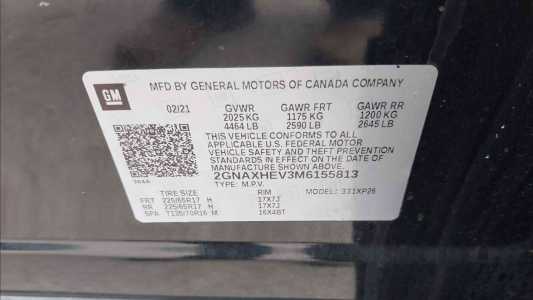 GM
MFD BY GENERAL MOTORS OF CANADA COMPANY
02/21 GVWR GAWR FRT GAWR RR
2025 KG 1175 KG 1200 KG
4464 LB 2590 LB 2645 LB
THIS VEHICLE CONFORMS TO ALL
APPLICABLE U.S. FEDERAL MOTOR
VEHICLE SAFETY AND THEFT PREVENTION
STANDARDS IN EFFECT ON THE DATE OF
MANUFACTURE SHOWN ABOVE.
2GNAXHEV3M6155813
TYPE: M.P.V. MODEL: 331XP26
TIRE SIZE RIM
FRT 225/65R17 H 17X7J
RR 225/65R17 H 17X7J
SPA T135/70R16 M 16X4BT